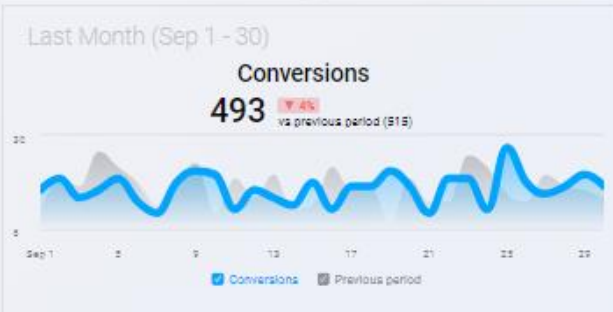 Last Month (Sep 1 - 30)
Conversions
493 ▼ 4%
vs previous period (515)
30
Sep 1 5 9 13 17 21 25 29
Conversions Previous period